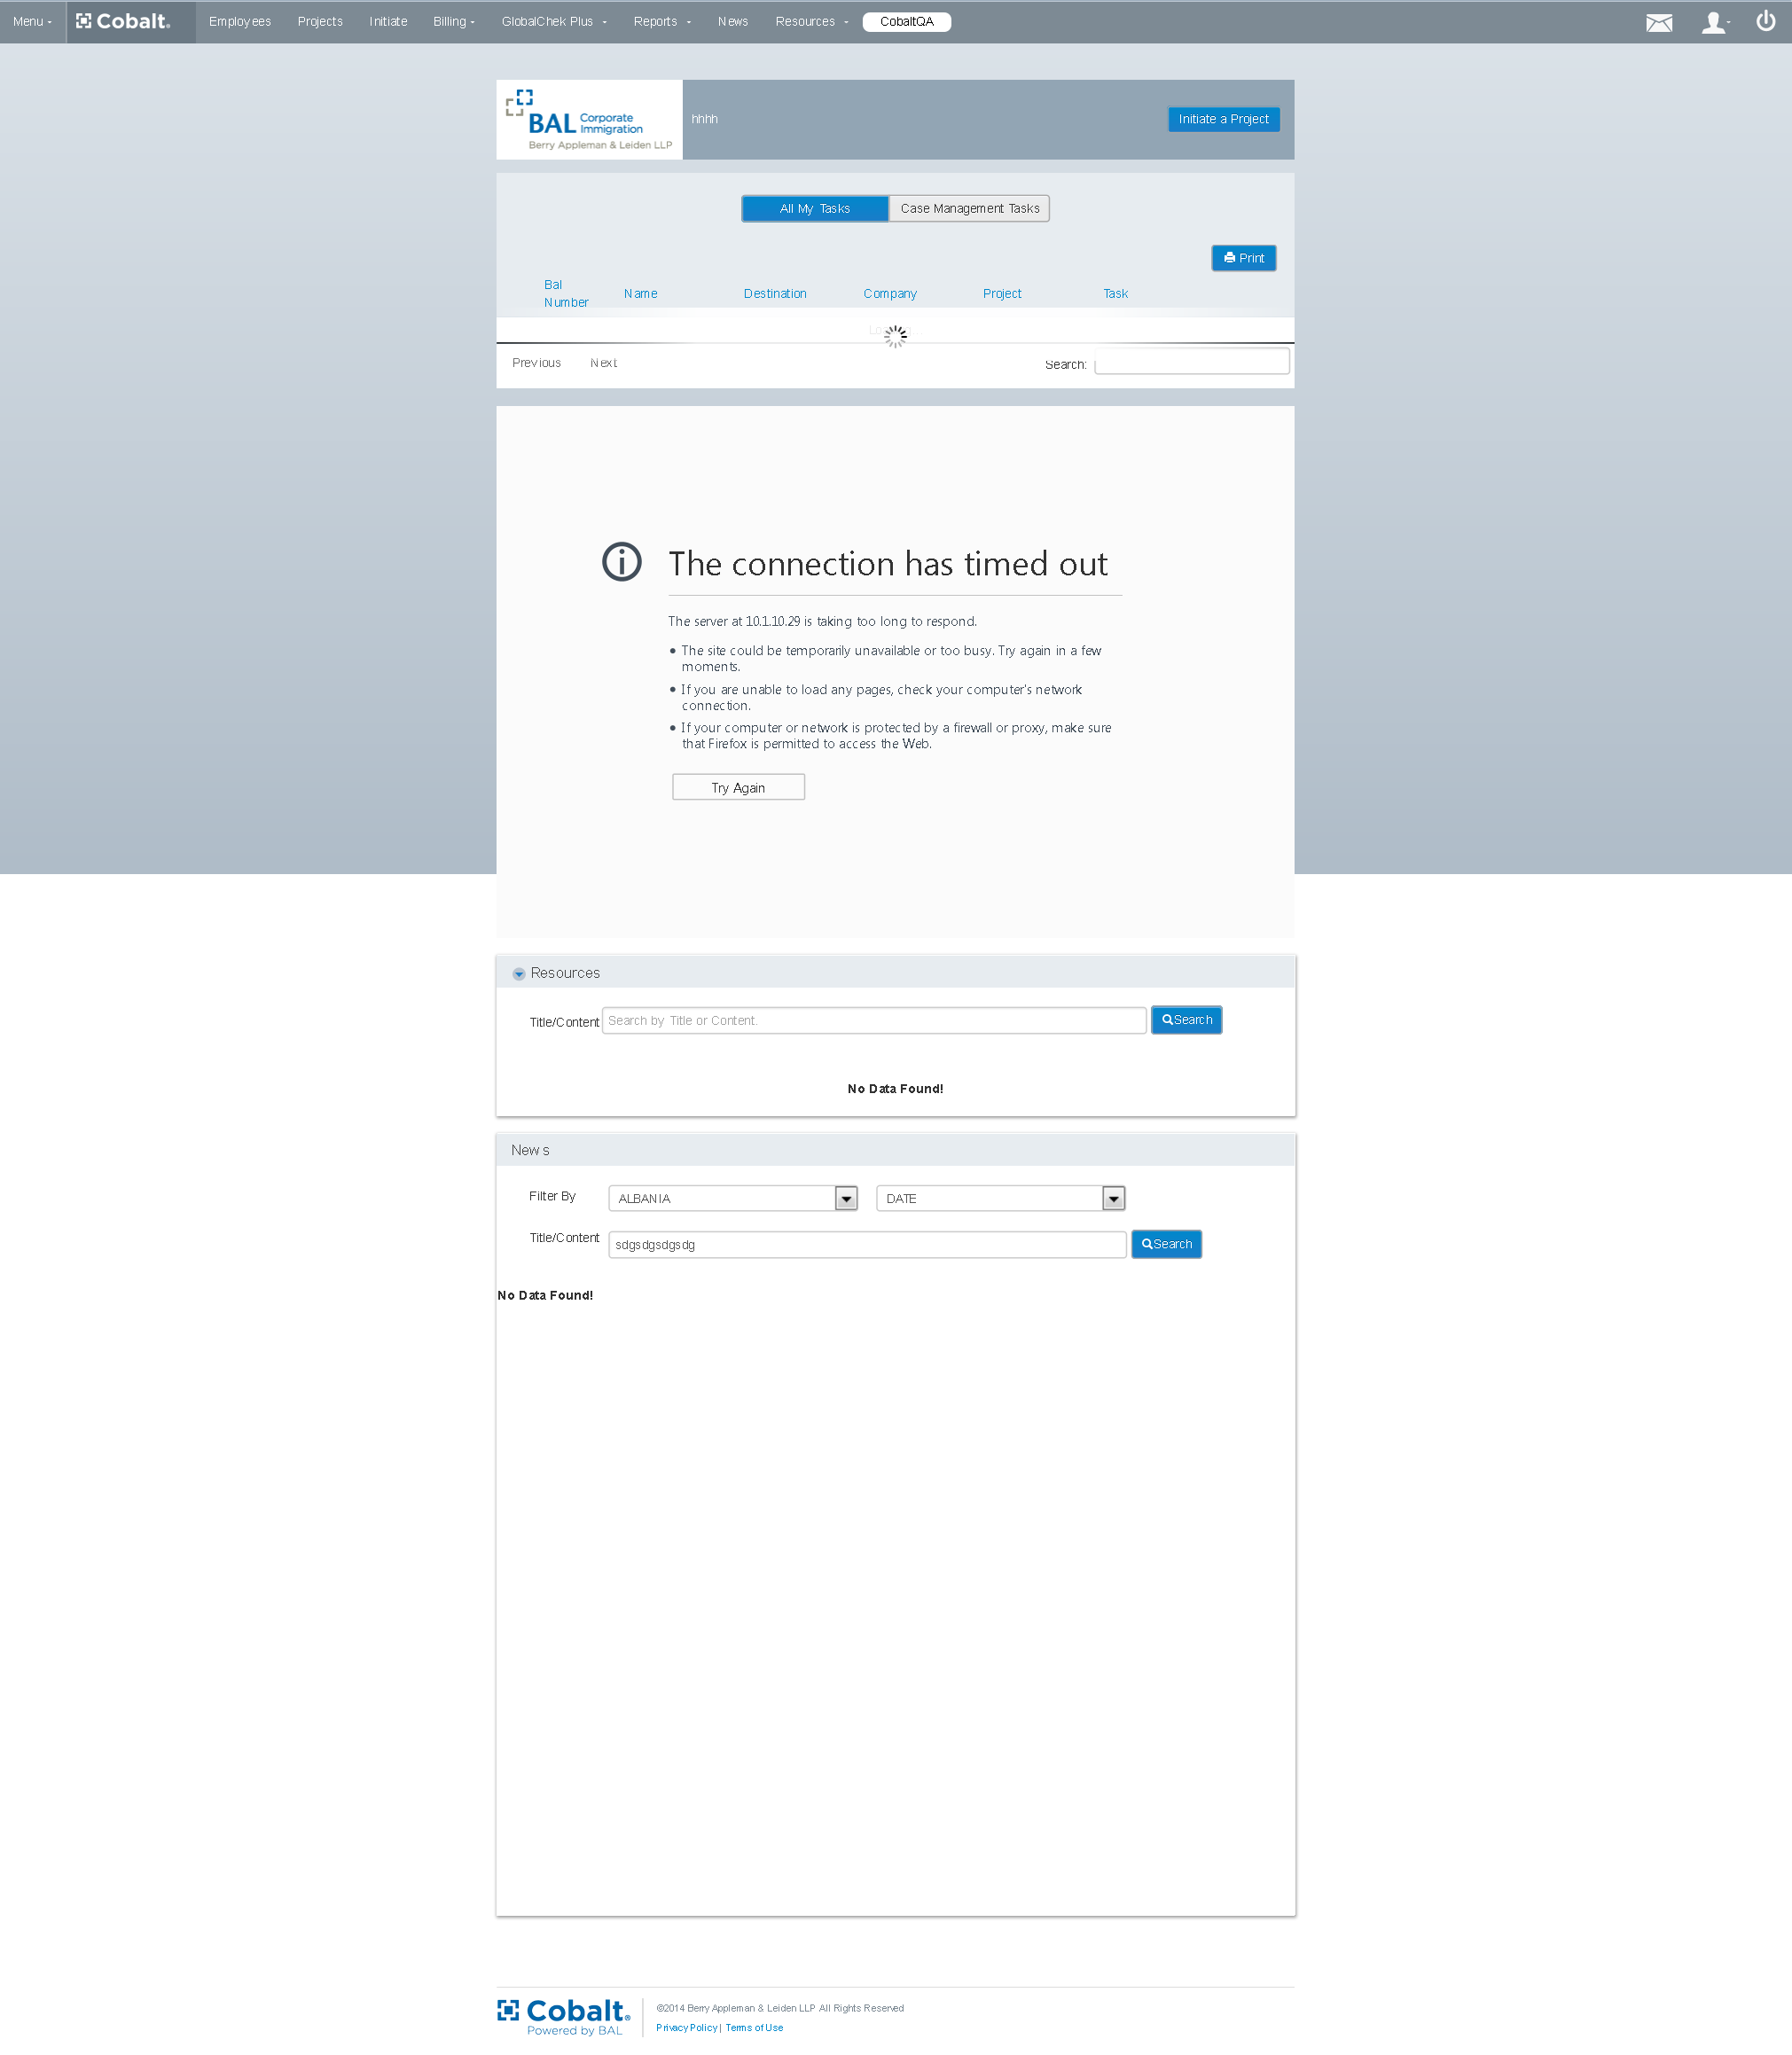 Menu Cobalt. Employees Projects Initiate Billing GlobalChek Plus Reports News Resources CobaltQA
BAL Corporate Immigration
Berry Appleman & Leiden LLP
hhhh
Initiate a Project
All My Tasks Case Management Tasks
Print
Bal Number Name Destination Company Project Task
Previous Next Search:
The connection has timed out
The server at 10.1.10.29 is taking too long to respond.
• The site could be temporarily unavailable or too busy. Try again in a few
moments.
• If you are unable to load any pages, check your computer's network
connection.
• If your computer or network is protected by a firewall or proxy, make sure
that Firefox is permitted to access the Web.
Try Again
Resources
Title/Content Search by Title or Content. Search
No Data Found!
News
Filter By ALBANIA DATE
Title/Content sdgsdgsdgsdg Search
No Data Found!
Cobalt®
Powered by BAL
©2014 Berry Appleman & Leiden LLP All Rights Reserved
Privacy Policy | Terms of Use